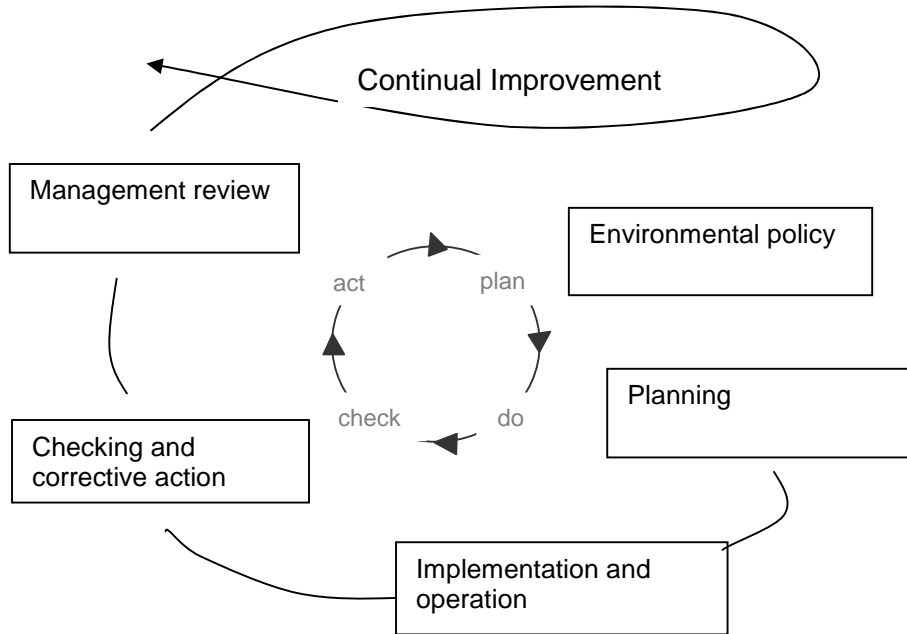 Continual Improvement
Management review
Environmental policy
act
plan
Planning
check
do
Checking and
corrective action
Implementation and
operation